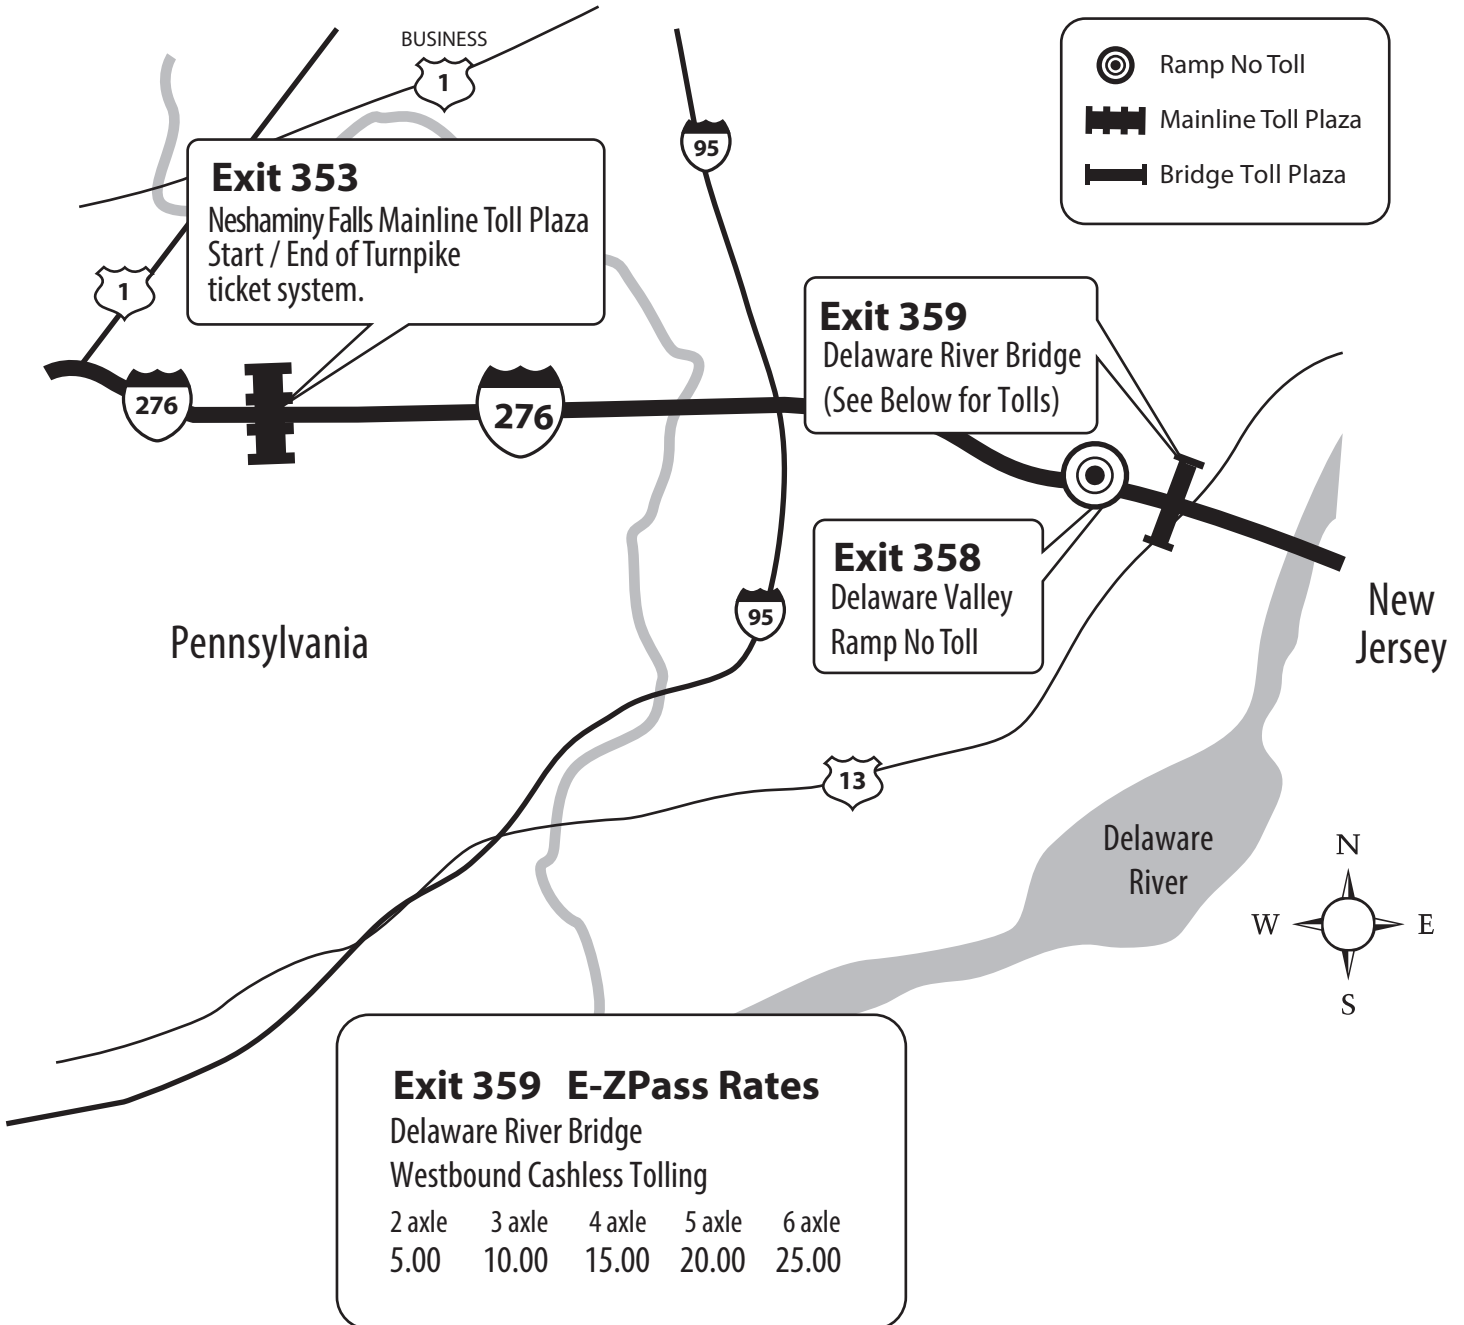 BUSINESS
1
95
Ramp No Toll
Mainline Toll Plaza
Bridge Toll Plaza
Exit 353
Neshaminy Falls Mainline Toll Plaza
Start / End of Turnpike
ticket system.
1
276
276
Exit 359
Delaware River Bridge
(See Below for Tolls)
Exit 358
Delaware Valley
Ramp No Toll
95
Pennsylvania
New
Jersey
13
Delaware
River
N
W
E
S
Exit 359 E-ZPass Rates
Delaware River Bridge
Westbound Cashless Tolling
2 axle 3 axle 4 axle 5 axle 6 axle
5.00 10.00 15.00 20.00 25.00